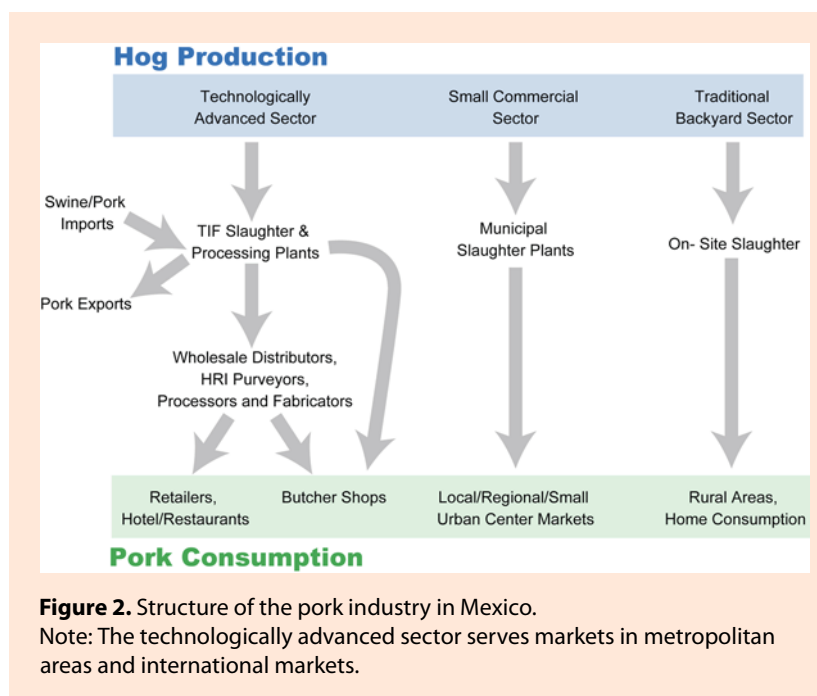 Hog Production
Technologically
Advanced Sector
Small Commercial
Sector
Traditional
Backyard Sector
Swine/Pork
Imports
TIF Slaughter &
Processing Plants
Municipal
Slaughter Plants
On- Site Slaughter
Pork Exports
Wholesale Distributors,
HRI Purveyors,
Processors and Fabricators
Retailers,
Hotel/Restaurants
Butcher Shops
Local/Regional/Small
Urban Center Markets
Rural Areas,
Home Consumption
Pork Consumption
Figure 2. Structure of the pork industry in Mexico.
Note: The technologically advanced sector serves markets in metropolitan
areas and international markets.